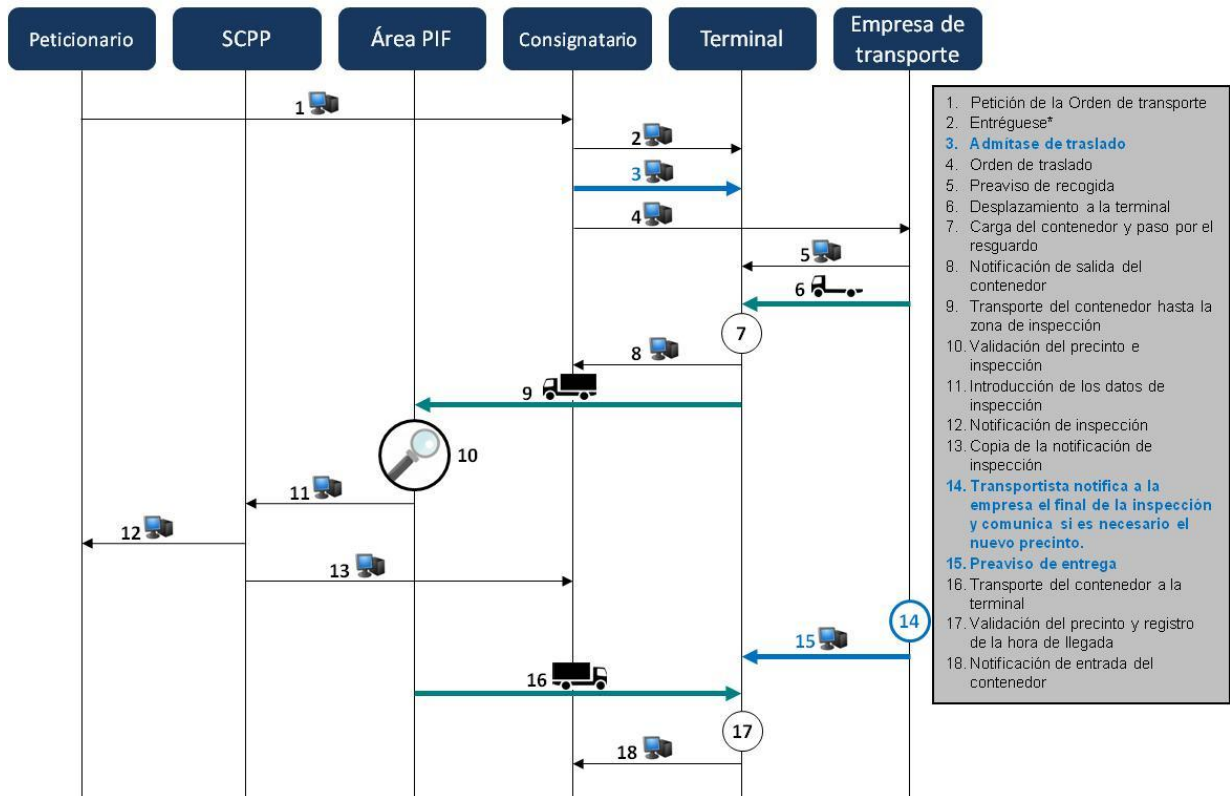 Peticionario
SCPP
Área PIF
Consignatario
Terminal
Empresa de
transporte
1
2
3
4
5
6
7
8
9
10
11
12
13
14
15
16
17
18
1. Petición de la Orden de transporte
2. Entréguese*
3. Admítase de traslado
4. Orden de traslado
5. Preaviso de recogida
6. Desplazamiento a la terminal
7. Carga del contenedor y paso por el
resguardo
8. Notificación de salida del
contenedor
9. Transporte del contenedor hasta la
zona de inspección
10. Validación del precinto e
inspección
11. Introducción de los datos de
inspección
12. Notificación de inspección
13. Copia de la notificación de
inspección
14. Transportista notifica a la
empresa el final de la inspección
y comunica si es necesario el
nuevo precinto.
15. Preaviso de entrega
16. Transporte del contenedor a la
terminal
17. Validación del precinto y registro
de la hora de llegada
18. Notificación de entrada del
contenedor